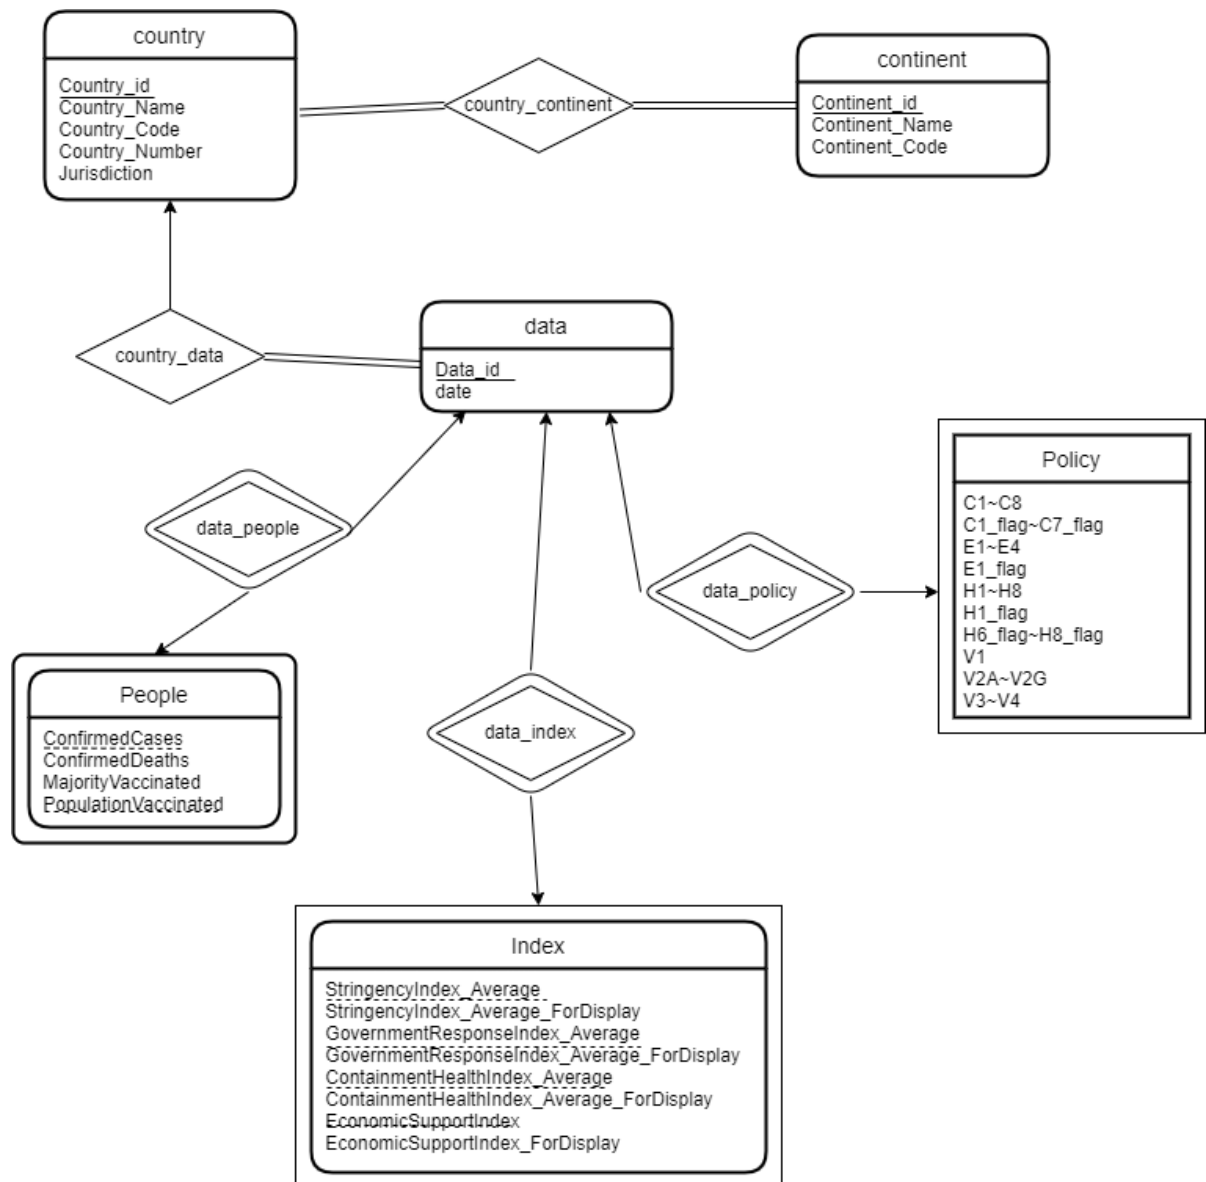 country
Country_id
Country_Name
Country_Code
Country_Number
Jurisdiction
country_continent
continent
Continent_id
Continent_Name
Continent_Code
country_data
data
Data_id
date
data_people
data_policy
Policy
C1~C8
C1_flag~C7_flag
E1~E4
E1_flag
H1~H8
H1_flag
H6_flag~H8_flag
V1
V2A~V2G
V3~V4
People
ConfirmedCases
ConfirmedDeaths
MajorityVaccinated
PopulationVaccinated
data_index
Index
StringencyIndex_Average
StringencyIndex_Average_ForDisplay
GovernmentResponseIndex_Average
GovernmentResponseIndex_Average_ForDisplay
ContainmentHealthIndex_Average
ContainmentHealthIndex_Average_ForDisplay
EconomicSupportIndex
EconomicSupportIndex_ForDisplay